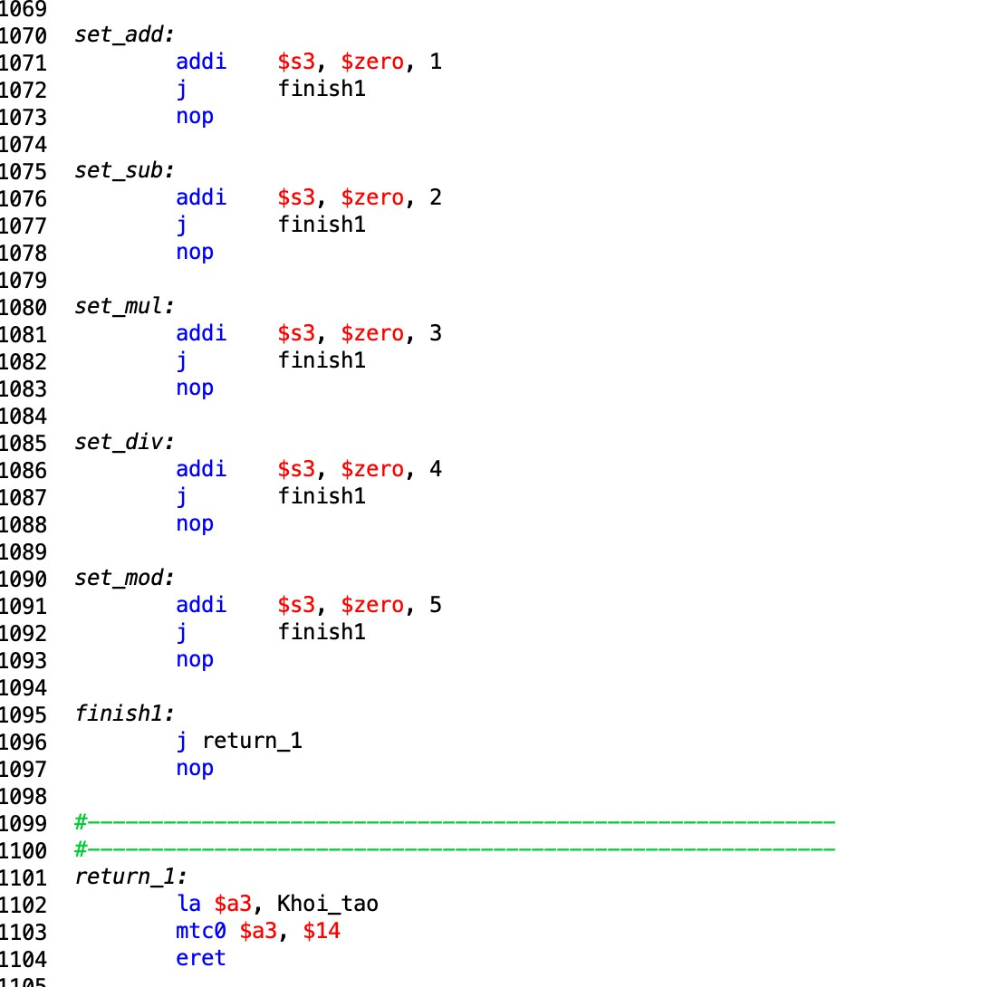 1069
1070 set_add:
1071 addi $s3, $zero, 1
1072 j finish1
1073 nop
1074
1075 set_sub:
1076 addi $s3, $zero, 2
1077 j finish1
1078 nop
1079
1080 set_mul:
1081 addi $s3, $zero, 3
1082 j finish1
1083 nop
1084
1085 set_div:
1086 addi $s3, $zero, 4
1087 j finish1
1088 nop
1089
1090 set_mod:
1091 addi $s3, $zero, 5
1092 j finish1
1093 nop
1094
1095 finish1:
1096 j return_1
1097 nop
1098
1099 #-----------------------------------------------------------
1100 #-----------------------------------------------------------
1101 return_1:
1102 la $a3, Khoi_tao
1103 mtc0 $a3, $14
1104 eret
1105